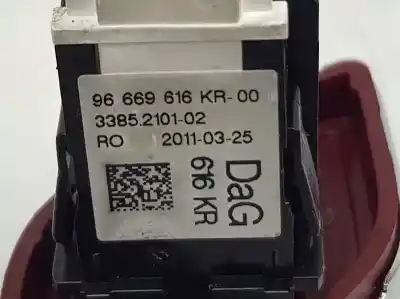 96 669 616 KR-00
3385.2101-02
RO 2011-03-25
DaG
616 KR